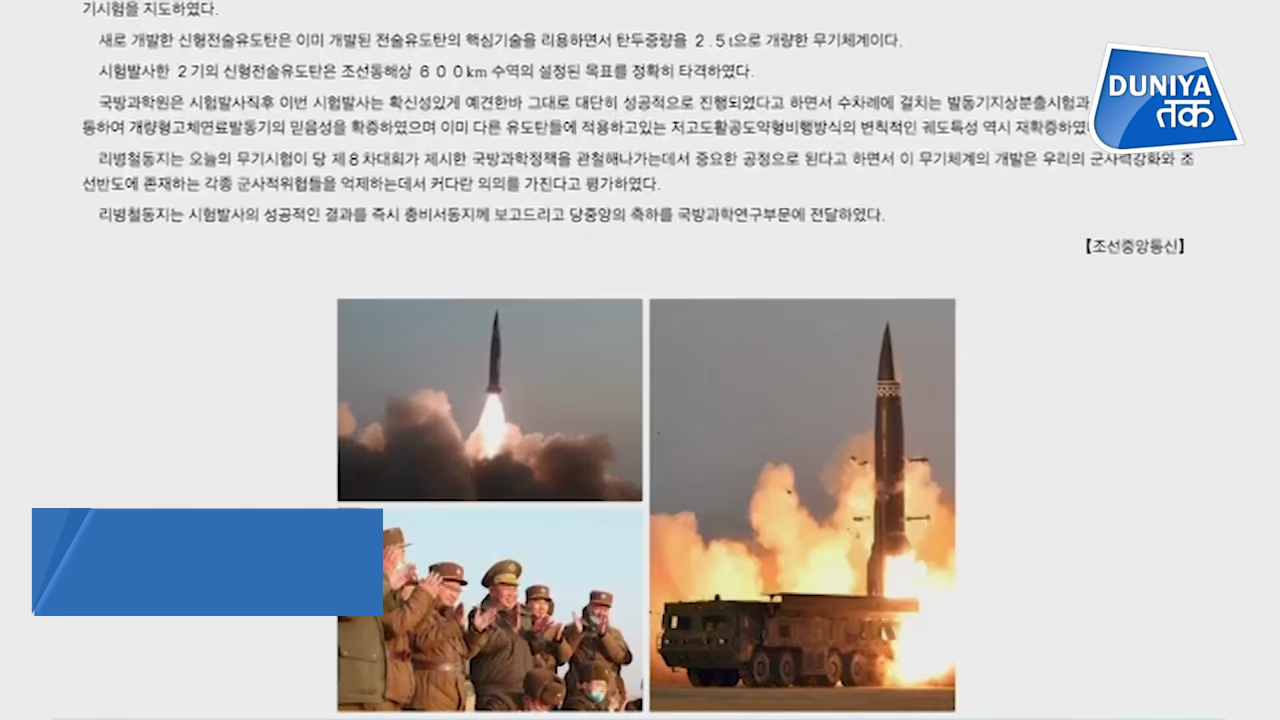 기시험을 지도하였다.
새로 개발한 신형전술유도탄은 이미 개발된 전술유도탄의 핵심기술을 리용하면서 탄두중량을 2.5t으로 개량한 무기체계이다.
시험발사한 2기의 신형전술유도탄은 조선동해상 600km 수역의 설정된 목표를 정확히 타격하였다.
국방과학원은 시험발사직후 이번 시험발사는 확신성있게 예견한바 그대로 대단히 성공적으로 진행되였다고 하면서 수차례에 걸치는 발동기지상분출시험과
통하여 개량형고체연료발동기의 믿음성을 확증하였으며 이미 다른 유도탄들에 적용하고있는 저고도활공도약형비행방식의 변칙적인 궤도특성 역시 재확증하였
리병철동지는 오늘의 무기시험이 당 제8차대회가 제시한 국방과학정책을 관철해나가는데서 중요한 공정으로 된다고 하면서 이 무기체계의 개발은 우리의 군사력강화와 조
선반도에 존재하는 각종 군사적위협들을 억제하는데서 커다란 의의를 가진다고 평가하였다.
리병철동지는 시험발사의 성공적인 결과를 즉시 총비서동지께 보고드리고 당중앙의 축하를 국방과학연구부문에 전달하였다.
【조선중앙통신】
DUNIYA
तक